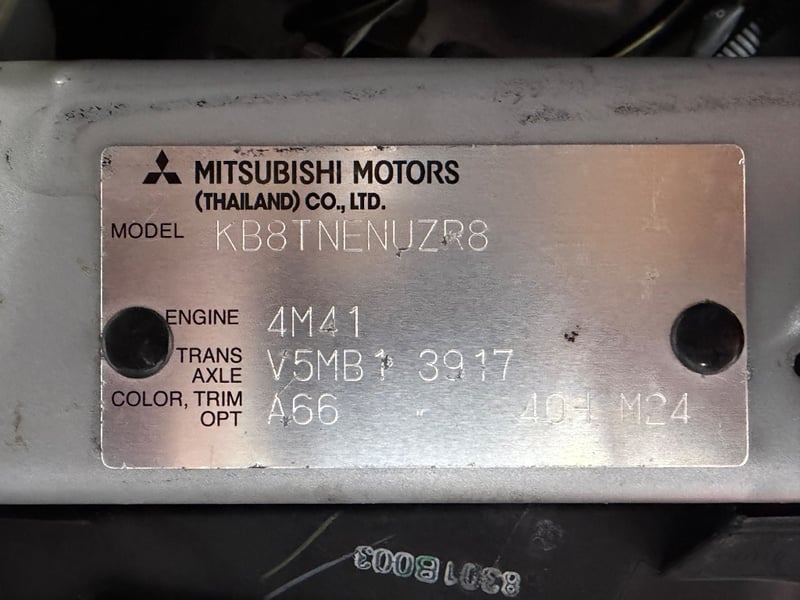 MITSUBISHI MOTORS
(THAILAND) CO., LTD.
MODEL KB8TNENUZR8
ENGINE 4M41
TRANS AXLE V5MB1 3917
COLOR, TRIM OPT A66 - 40H M24
8301B003